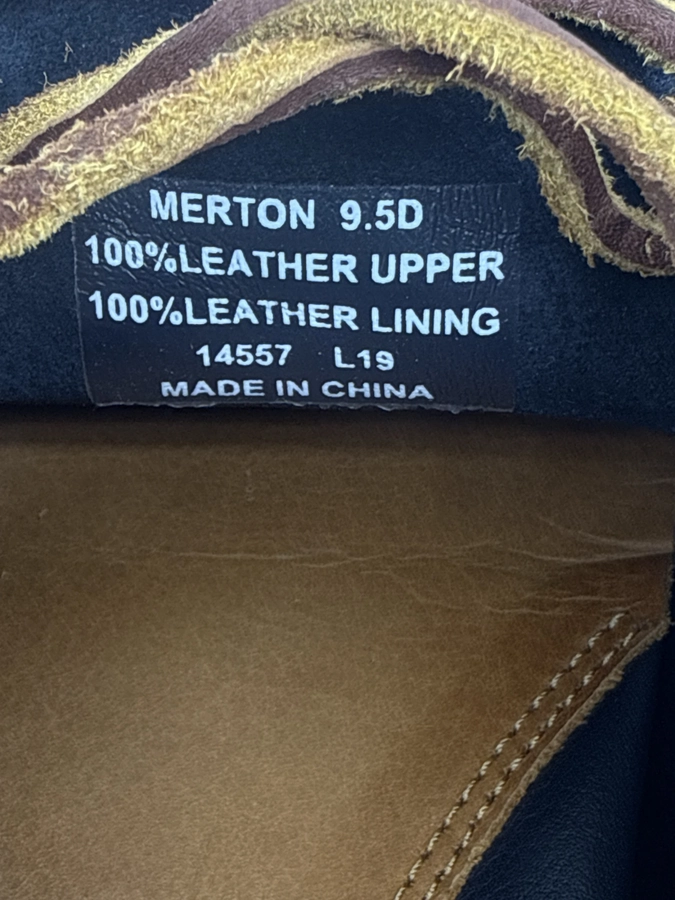 MERTON 9.5D
100%LEATHER UPPER
100%LEATHER LINING
14557 L19
MADE IN CHINA